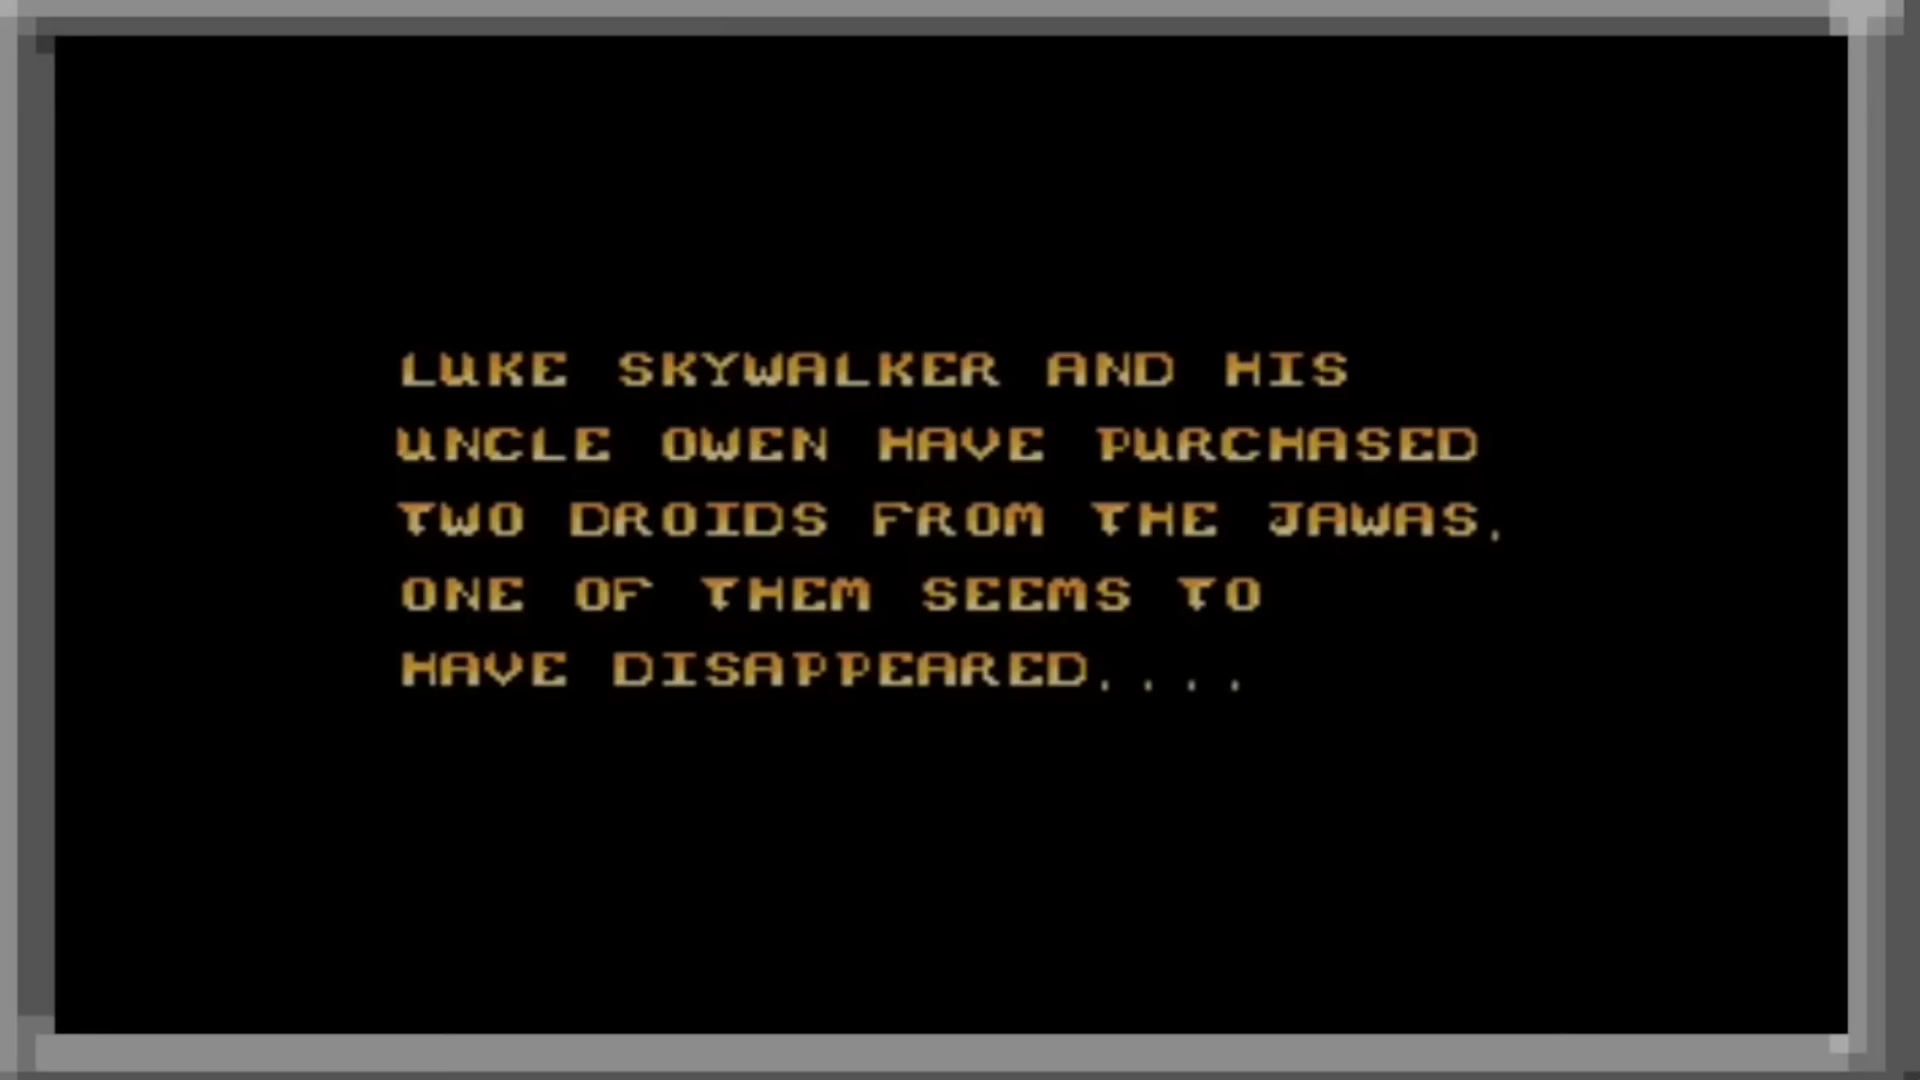 LUKE SKYWALKER AND HIS
UNCLE OWEN HAVE PURCHASED
TWO DROIDS FROM THE JAWAS.
ONE OF THEM SEEMS TO
HAVE DISAPPEARED....